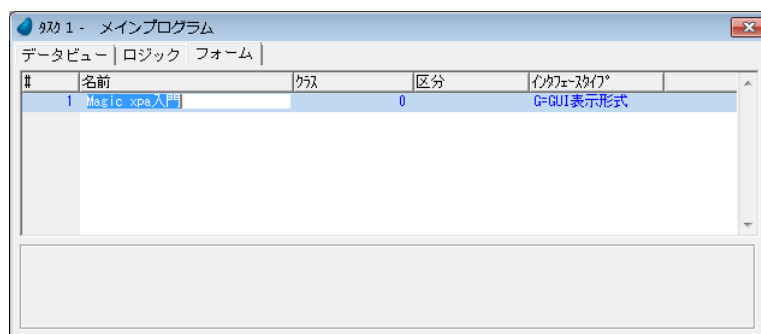 ﾀｽｸ 1 - メインプログラム
データビュー ロジック フォーム
# 名前 ｸﾗｽ 区分 ｲﾝﾀﾌｪｰｽﾀｲﾌﾟ
1 Magic xpa入門 0 G=GUI表示形式